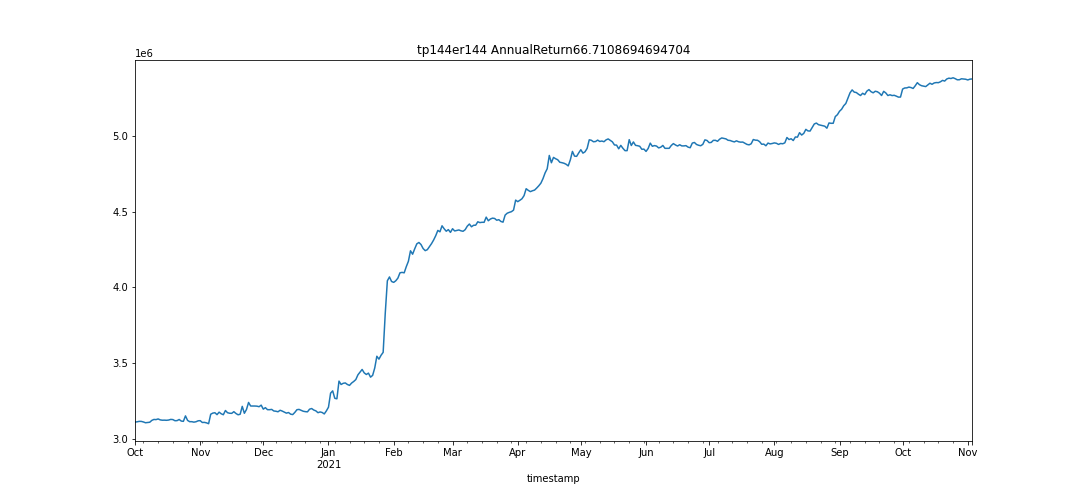 tp144er144 AnnualReturn66.7108694694704
1e6
5.0
4.5
4.0
3.5
3.0
Oct Nov Dec Jan Feb Mar Apr May Jun Jul Aug Sep Oct Nov
2021
timestamp